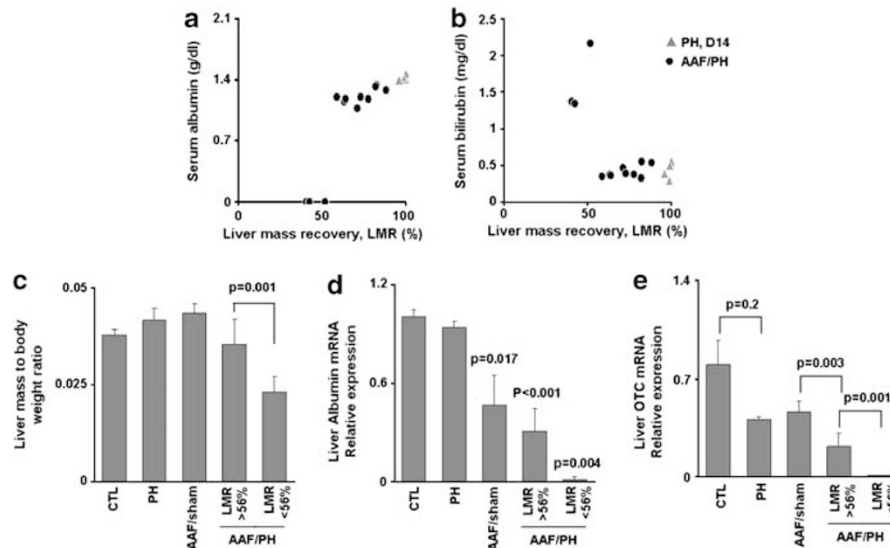 a
Serum albumin (g/dl)
2.1
1.4
0.7
0
0
50
100
Liver mass recovery, LMR (%)
b
Serum bilirubin (mg/dl)
2.5
2
1.5
1
0.5
0
0
50
100
Liver mass recovery, LMR (%)
PH, D14
AAF/PH
c
Liver mass to body
weight ratio
0.05
0.025
0
p=0.001
CTL
PH
AAF/sham
LMR
>56%
LMR
<56%
AAF/PH
d
Liver Albumin mRNA
Relative expression
1.2
0.6
0
p=0.017
P<0.001
p=0.004
CTL
PH
AAF/sham
LMR
>56%
LMR
<56%
AAF/PH
e
Liver OTC mRNA
Relative expression
1.4
0.7
0
p=0.2
p=0.003
p=0.001
CTL
PH
AAF/sham
LMR
>56%
LMR
<56%
AAF/PH